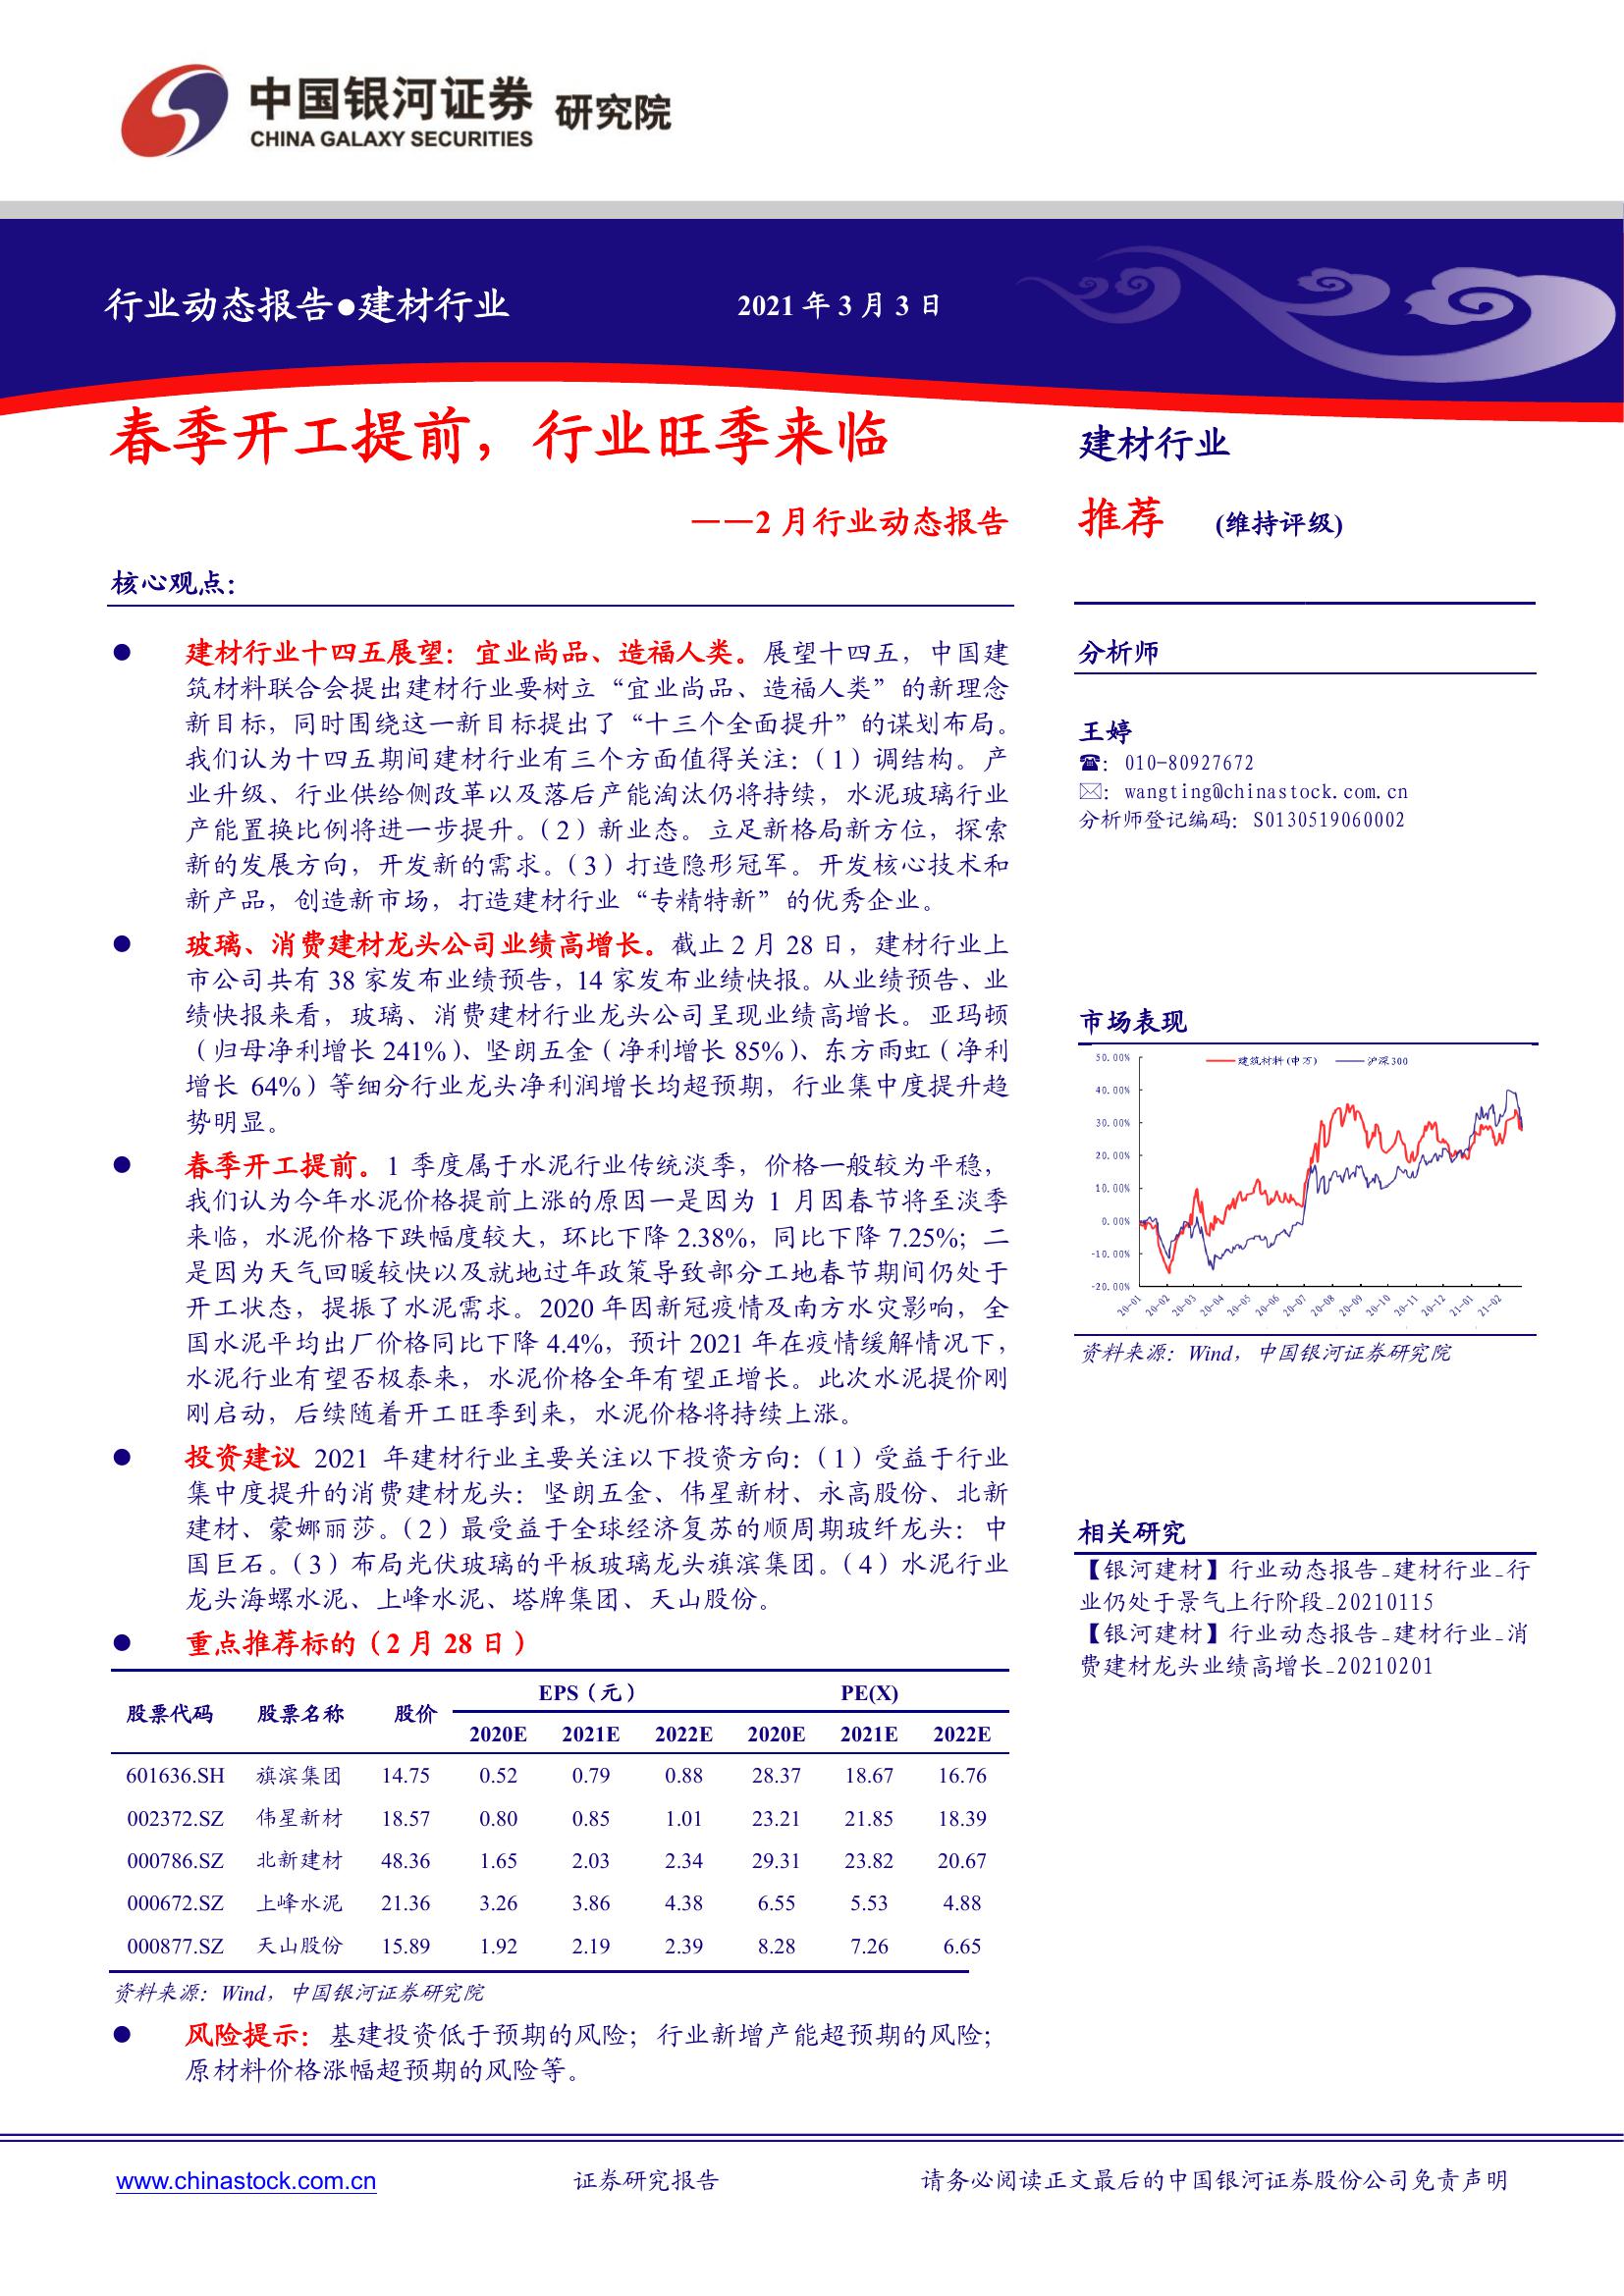 中国银河证券 研究院
CHINA GALAXY SECURITIES
行业动态报告●建材行业
2021 年 3 月 3 日
春季开工提前，行业旺季来临
——2 月行业动态报告
核心观点：
● 建材行业十四五展望：宜业尚品、造福人类。展望十四五，中国建
筑材料联合会提出建材行业要树立“宜业尚品、造福人类”的新理念
新目标，同时围绕这一新目标提出了“十三个全面提升”的谋划布局。
我们认为十四五期间建材行业有三个方面值得关注：（1）调结构。产
业升级、行业供给侧改革以及落后产能淘汰仍将持续，水泥玻璃行业
产能置换比例将进一步提升。（2）新业态。立足新格局新方位，探索
新的发展方向，开发新的需求。（3）打造隐形冠军。开发核心技术和
新产品，创造新市场，打造建材行业“专精特新”的优秀企业。
● 玻璃、消费建材龙头公司业绩高增长。截止 2 月 28 日，建材行业上
市公司共有 38 家发布业绩预告，14 家发布业绩快报。从业绩预告、业
绩快报来看，玻璃、消费建材行业龙头公司呈现业绩高增长。亚玛顿
（归母净利增长 241%）、坚朗五金（净利增长 85%）、东方雨虹（净利
增长 64%）等细分行业龙头净利润增长均超预期，行业集中度提升趋
势明显。
● 春季开工提前。1 季度属于水泥行业传统淡季，价格一般较为平稳，
我们认为今年水泥价格提前上涨的原因一是因为 1 月因春节将至淡季
来临，水泥价格下跌幅度较大，环比下降 2.38%，同比下降 7.25%；二
是因为天气回暖较快以及就地过年政策导致部分工地春节期间仍处于
开工状态，提振了水泥需求。2020 年因新冠疫情及南方水灾影响，全
国水泥平均出厂价格同比下降 4.4%，预计 2021 年在疫情缓解情况下，
水泥行业有望否极泰来，水泥价格全年有望正增长。此次水泥提价刚
刚启动，后续随着开工旺季到来，水泥价格将持续上涨。
● 投资建议 2021 年建材行业主要关注以下投资方向：（1）受益于行业
集中度提升的消费建材龙头：坚朗五金、伟星新材、永高股份、北新
建材、蒙娜丽莎。（2）最受益于全球经济复苏的顺周期玻纤龙头：中
国巨石。（3）布局光伏玻璃的平板玻璃龙头旗滨集团。（4）水泥行业
龙头海螺水泥、上峰水泥、塔牌集团、天山股份。
● 重点推荐标的（2 月 28 日）
股票代码 股票名称 股价 EPS（元） PE(X)
2020E 2021E 2022E 2020E 2021E 2022E
601636.SH 旗滨集团 14.75 0.52 0.79 0.88 28.37 18.67 16.76
002372.SZ 伟星新材 18.57 0.80 0.85 1.01 23.21 21.85 18.39
000786.SZ 北新建材 48.36 1.65 2.03 2.34 29.31 23.82 20.67
000672.SZ 上峰水泥 21.36 3.26 3.86 4.38 6.55 5.53 4.88
000877.SZ 天山股份 15.89 1.92 2.19 2.39 8.28 7.26 6.65
资料来源：Wind，中国银河证券研究院
● 风险提示：基建投资低于预期的风险；行业新增产能超预期的风险；
原材料价格涨幅超预期的风险等。
建材行业
推荐 (维持评级)
分析师
王婷
☎：010-80927672
✉：wangting@chinastock.com.cn
分析师登记编码：S0130519060002
市场表现
建筑材料(申万) 沪深300
50.00%
40.00%
30.00%
20.00%
10.00%
0.00%
-10.00%
-20.00%
20-01 20-02 20-03 20-04 20-05 20-06 20-07 20-08 20-09 20-10 20-11 20-12 21-01 21-02
资料来源：Wind，中国银河证券研究院
相关研究
【银河建材】行业动态报告_建材行业_行
业仍处于景气上行阶段_20210115
【银河建材】行业动态报告_建材行业_消
费建材龙头业绩高增长_20210201
www.chinastock.com.cn
证券研究报告
请务必阅读正文最后的中国银河证券股份公司免责声明